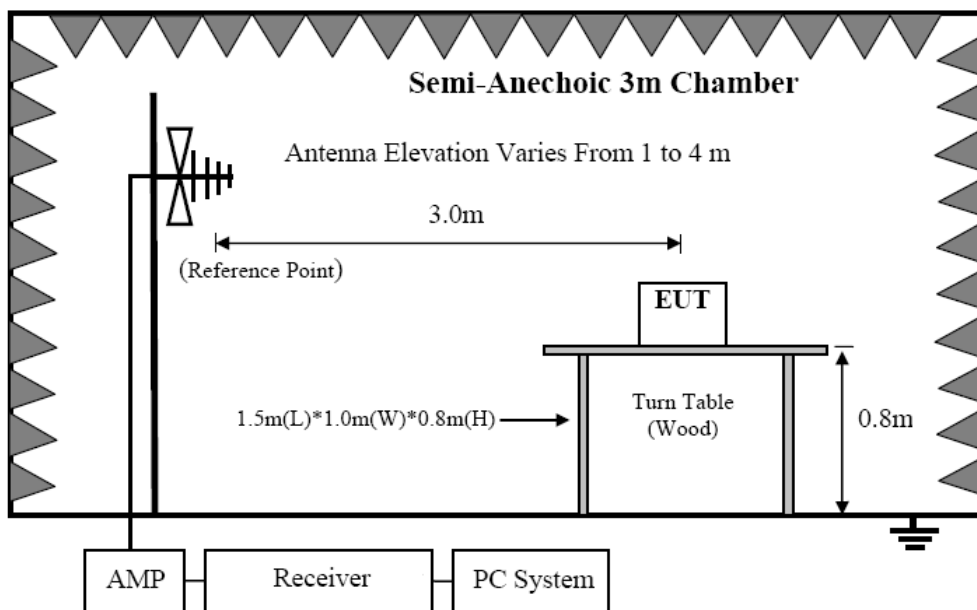 Semi-Anechoic 3m Chamber
Antenna Elevation Varies From 1 to 4 m
3.0m
(Reference Point)
EUT
1.5m(L)*1.0m(W)*0.8m(H)
Turn Table
(Wood)
0.8m
AMP
Receiver
PC System